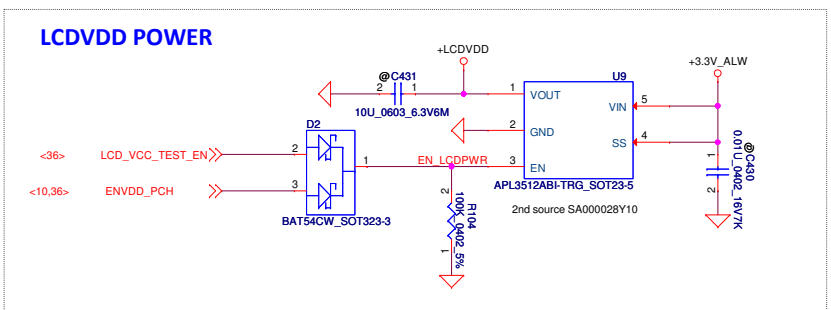 LCDVDD POWER
+LCDVDD
+3.3V_ALW
@C431
2 1
10U_0603_6.3V6M
U9
1 VOUT
VIN 5
2 GND
SS 4
3 EN
APL3512ABI-TRG_SOT23-5
2nd source SA000028Y10
D2
<36> LCD_VCC_TEST_EN 2
1 EN_LCDPWR
<10,36> ENVDD_PCH 3
BAT54CW_SOT323-3
2
1
R104
100K_0402_5%
1
2
@C430
0.01U_0402_16V7K